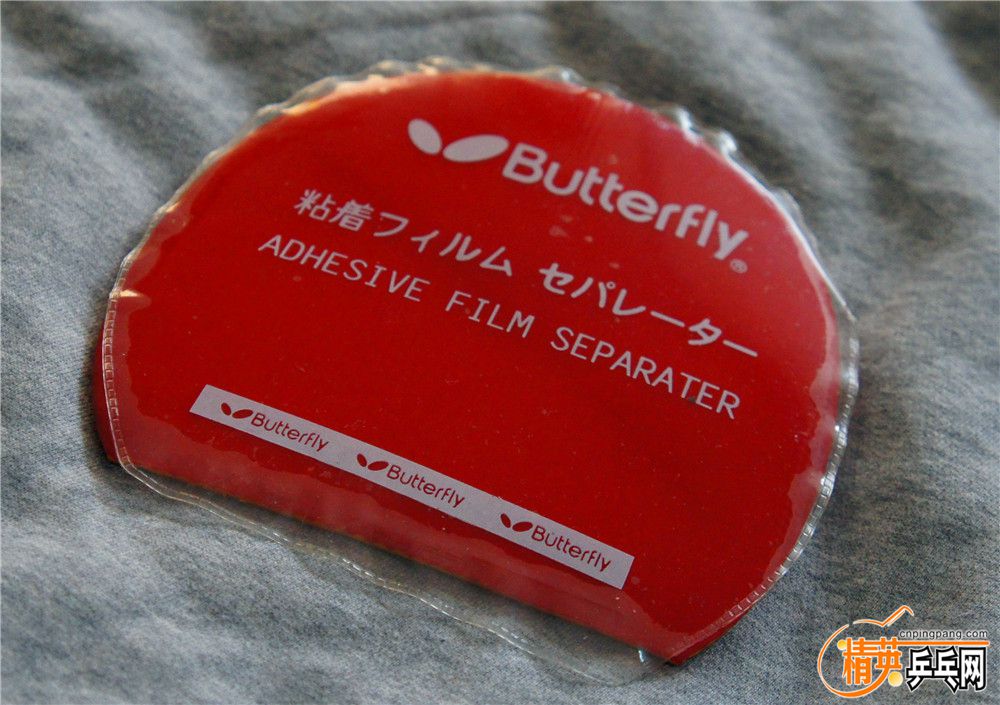 Butterfly®
粘着フィルム セパレーター
ADHESIVE FILM SEPARATER
Butterfly Butterfly Butterfly
cnpingpang.com
精英乒乓网